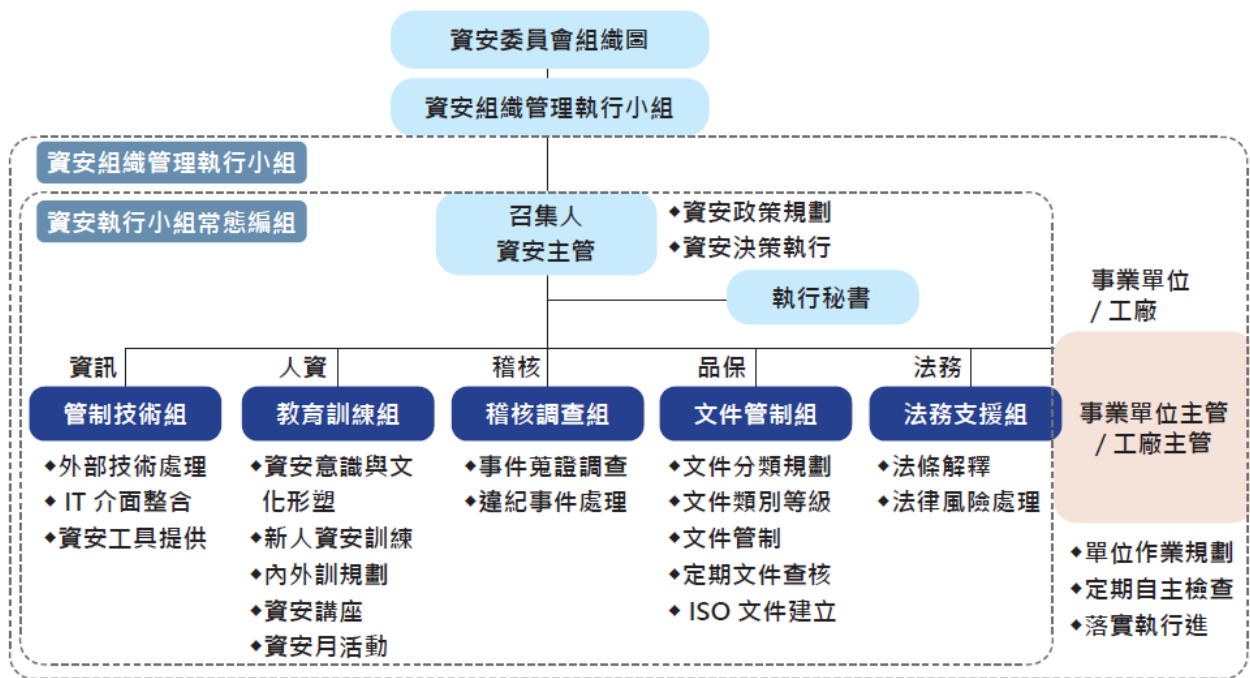 資安委員會組織圖
資安組織管理執行小組
資安組織管理執行小組
資安執行小組常態編組
召集人
資安主管
◆資安政策規劃
◆資安決策執行
執行秘書
事業單位
/ 工廠
事業單位主管
/ 工廠主管
◆單位作業規劃
◆定期自主檢查
◆落實執行進
資訊
管制技術組
◆外部技術處理
◆ IT 介面整合
◆資安工具提供
人資
教育訓練組
◆資安意識與文
化形塑
◆新人資安訓練
◆內外訓規劃
◆資安講座
◆資安月活動
稽核
稽核調查組
◆事件蒐證調查
◆違紀事件處理
品保
文件管制組
◆文件分類規劃
◆文件類別等級
◆文件管制
◆定期文件查核
◆ ISO 文件建立
法務
法務支援組
◆法條解釋
◆法律風險處理